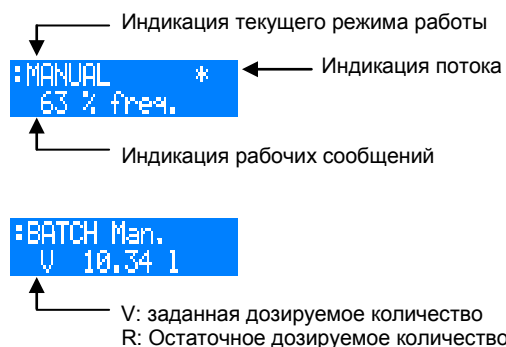 Индикация текущего режима работы
:MANUAL *
Индикация потока
63 % freq.
Индикация рабочих сообщений
:BATCH Man.
V 10.34 l
V: заданная дозируемое количество
R: Остаточное дозируемое количество